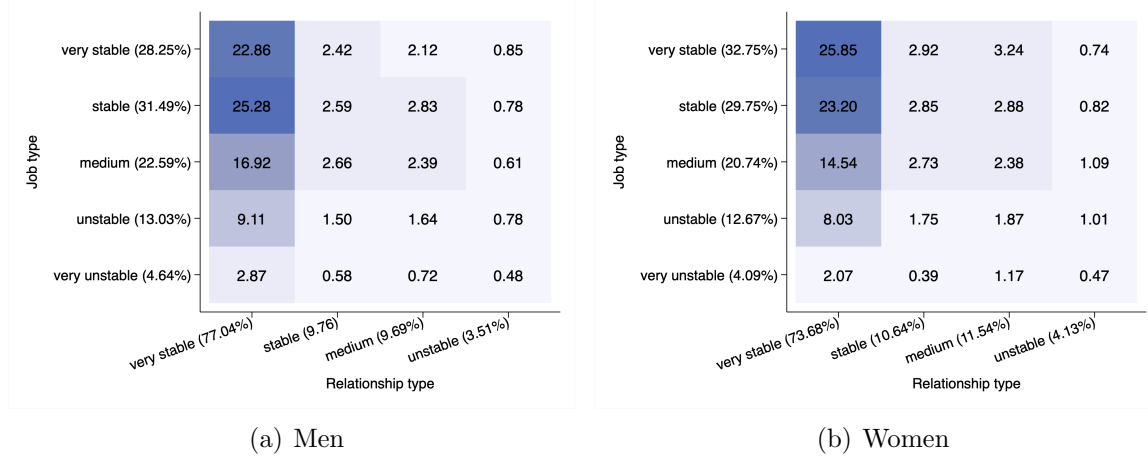 very stable (28.25%) 22.86 2.42 2.12 0.85
stable (31.49%) 25.28 2.59 2.83 0.78
medium (22.59%) 16.92 2.66 2.39 0.61
unstable (13.03%) 9.11 1.50 1.64 0.78
very unstable (4.64%) 2.87 0.58 0.72 0.48
Job type
very stable (77.04%) stable (9.76) medium (9.69%) unstable (3.51%)
Relationship type
(a) Men
very stable (32.75%) 25.85 2.92 3.24 0.74
stable (29.75%) 23.20 2.85 2.88 0.82
medium (20.74%) 14.54 2.73 2.38 1.09
unstable (12.67%) 8.03 1.75 1.87 1.01
very unstable (4.09%) 2.07 0.39 1.17 0.47
Job type
very stable (73.68%) stable (10.64%) medium (11.54%) unstable (4.13%)
Relationship type
(b) Women